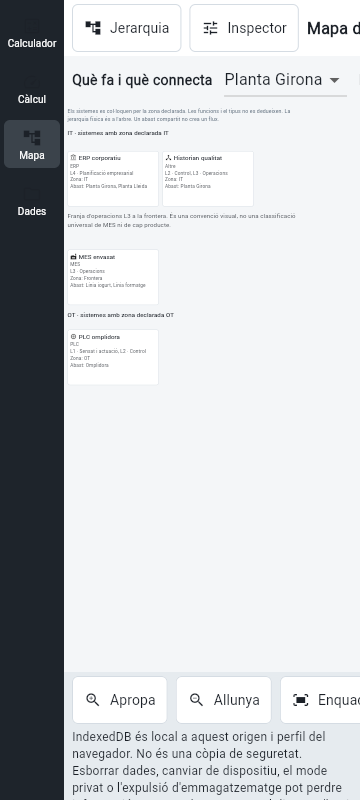 Calculador
Càlcul
Mapa
Dades
Jerarquia
Inspector
Mapa d
Què fa i què connecta
Planta Girona
Els sistemes es col·loquen per la zona declarada. Les funcions i el tipus no es dedueixen. La
jerarquia física és a l'arbre. Un abast compartit no crea un flux.
IT · sistemes amb zona declarada IT
ERP corporatiu
ERP
L4 · Planificació empresarial
Zona: IT
Abast: Planta Girona, Planta Lleida
Historian qualitat
Altre
L2 · Control, L3 · Operacions
Zona: IT
Abast: Planta Girona
Franja d'operacions L3 a la frontera. És una convenció visual, no una classificació
universal de MES ni de cap producte.
MES envasat
MES
L3 · Operacions
Zona: Frontera
Abast: Línia iogurt, Línia formatge
OT · sistemes amb zona declarada OT
PLC omplidora
PLC
L1 · Sensat i actuació, L2 · Control
Zona: OT
Abast: Omplidora
Apropa
Allunya
Enquad
IndexedDB és local a aquest origen i perfil del
navegador. No és una còpia de seguretat.
Esborrar dades, canviar de dispositiu, el mode
privat o l'expulsió d'emmagatzematge pot perdre